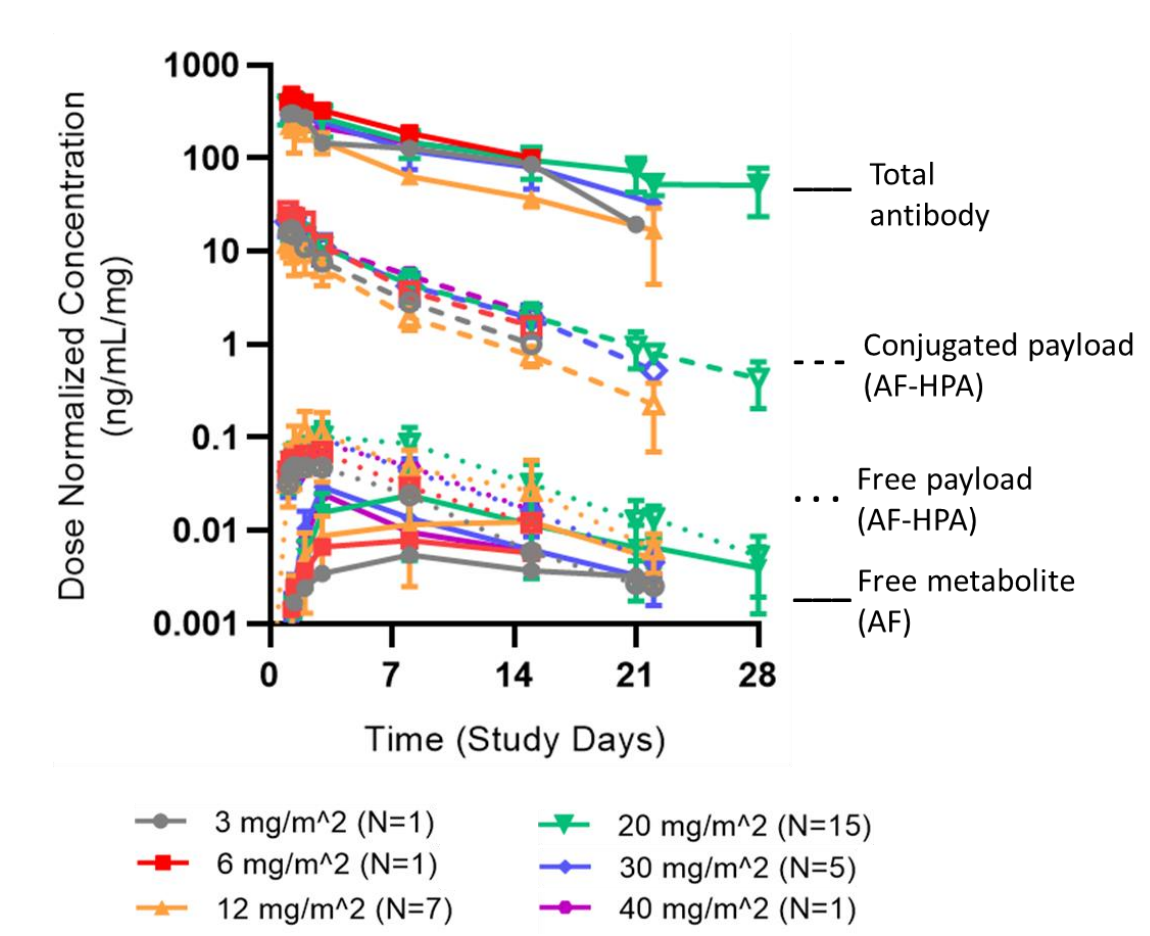 Dose Normalized Concentration
(ng/mL/mg)
1000
100
10
1
0.1
0.01
0.001
0
7
14
21
28
Time (Study Days)
Total
antibody
Conjugated payload
(AF-HPA)
Free payload
(AF-HPA)
Free metabolite
(AF)
3 mg/m^2 (N=1)
6 mg/m^2 (N=1)
12 mg/m^2 (N=7)
20 mg/m^2 (N=15)
30 mg/m^2 (N=5)
40 mg/m^2 (N=1)